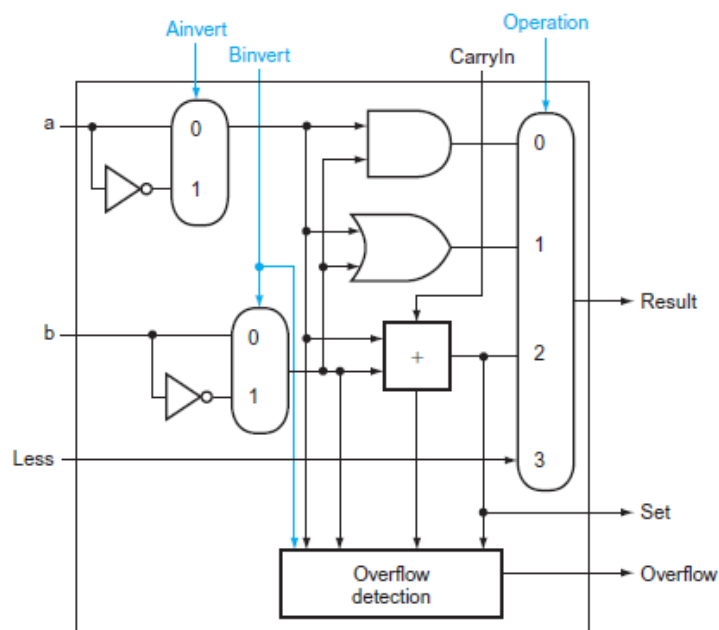 Ainvert
Operation
Binvert
CarryIn
a
0
0
1
1
Result
b
0
+
2
1
Less
3
Set
Overflow
detection
Overflow